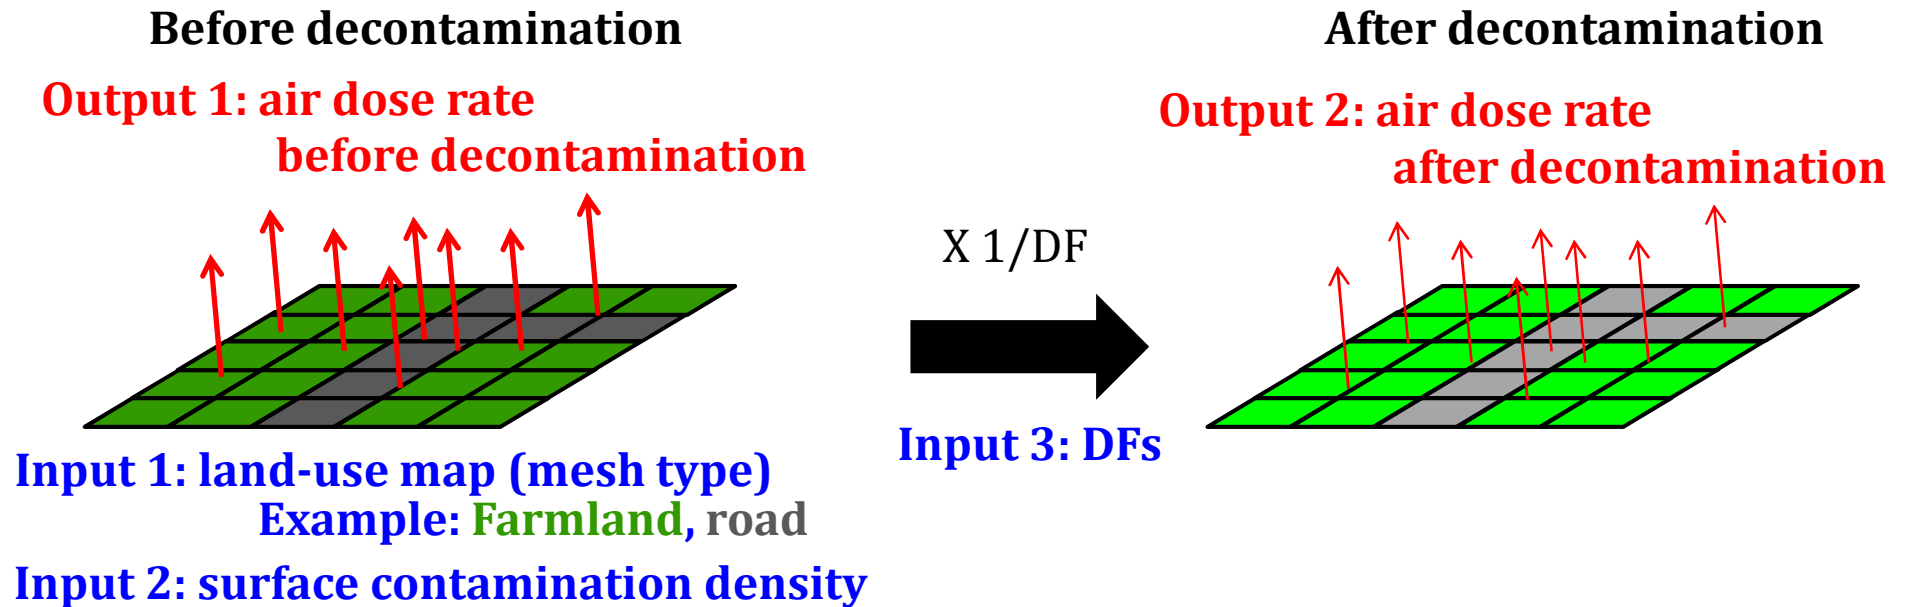 Before decontamination
Output 1: air dose rate
before decontamination
Input 1: land-use map (mesh type)
Example: Farmland, road
Input 2: surface contamination density
X 1/DF
Input 3: DFs
After decontamination
Output 2: air dose rate
after decontamination